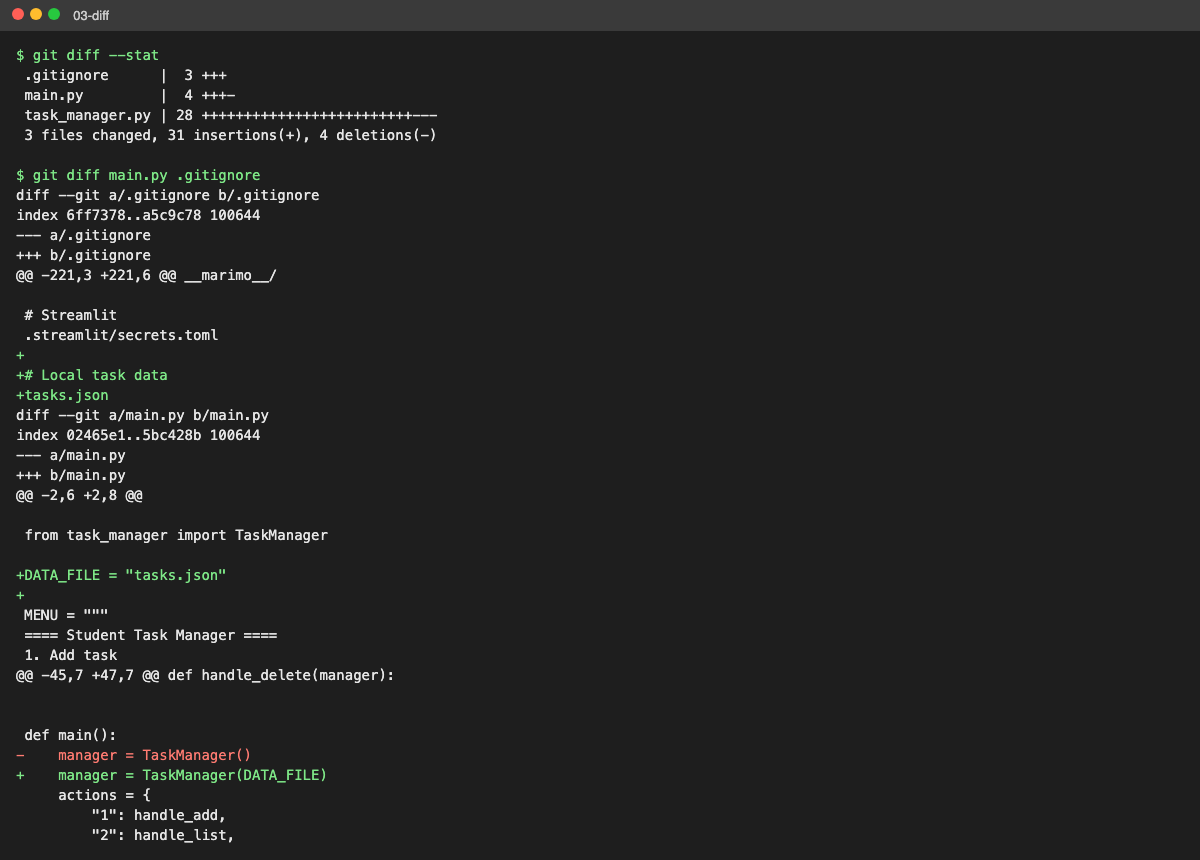 03-diff
$ git diff --stat
 .gitignore      |  3 +++
 main.py         |  4 +++-
 task_manager.py | 28 +++++++++++++++++++++++++---
 3 files changed, 31 insertions(+), 4 deletions(-)

$ git diff main.py .gitignore
diff --git a/.gitignore b/.gitignore
index 6ff7378..a5c9c78 100644
--- a/.gitignore
+++ b/.gitignore
@@ -221,3 +221,6 @@ __marimo__/

 # Streamlit
 .streamlit/secrets.toml
+
+# Local task data
+tasks.json
diff --git a/main.py b/main.py
index 02465e1..5bc428b 100644
--- a/main.py
+++ b/main.py
@@ -2,6 +2,8 @@

 from task_manager import TaskManager

+DATA_FILE = "tasks.json"
+
 MENU = """
 ==== Student Task Manager ====
 1. Add task
@@ -45,7 +47,7 @@ def handle_delete(manager):


 def main():
-    manager = TaskManager()
+    manager = TaskManager(DATA_FILE)
     actions = {
         "1": handle_add,
         "2": handle_list,